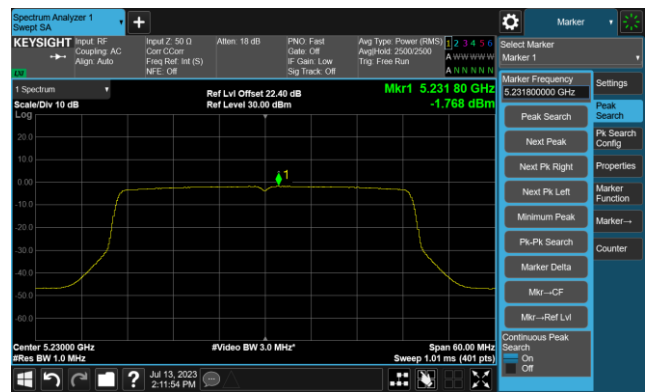 Spectrum Analyzer 1
Swept SA
Marker
KEYSIGHT
Input: RF
Coupling: AC
Align: Auto
Input Z: 50 Ω
Corr CCorr
Freq Ref: Int (S)
NFE: Off
Atten: 18 dB
PNO: Fast
Gate: Off
IF Gain: Low
Sig Track: Off
Avg Type: Power (RMS)
Avg|Hold: 2500/2500
Trig: Free Run
1 2 3 4 5 6
A W W W W W
A N N N N N
LXI
Select Marker
Marker 1
1 Spectrum
Scale/Div 10 dB
Log
Ref Lvl Offset 22.40 dB
Ref Level 30.00 dBm
Mkr1 5.231 80 GHz
-1.768 dBm
20.0
10.0
0.00
-10.0
-20.0
-30.0
-40.0
-50.0
-60.0
1
Center 5.23000 GHz
#Res BW 1.0 MHz
#Video BW 3.0 MHz*
Span 60.00 MHz
Sweep 1.01 ms (401 pts)
Marker Frequency
5.231800000 GHz
Peak Search
Next Peak
Next Pk Right
Next Pk Left
Minimum Peak
Pk-Pk Search
Marker Delta
Mkr→CF
Mkr→Ref Lvl
Continuous Peak
Search
On
Off
Settings
Peak
Search
Pk Search
Config
Properties
Marker
Function
Marker→
Counter
Jul 13, 2023
2:11:54 PM